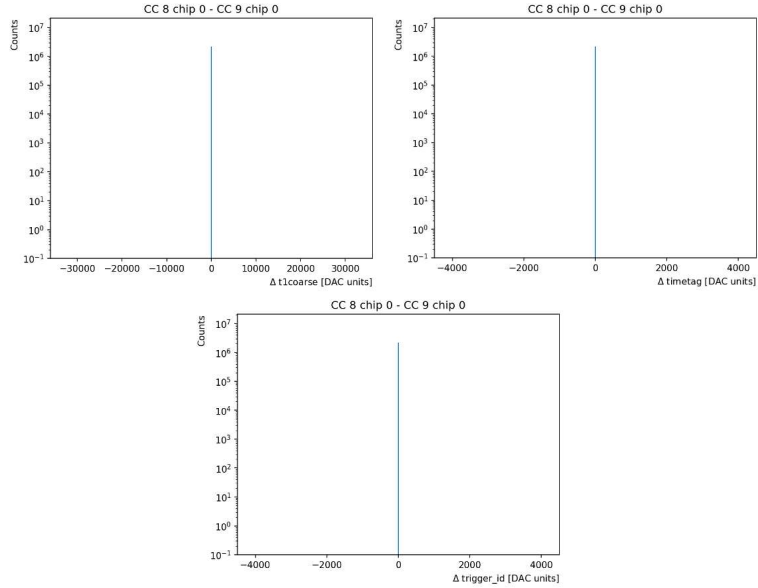 CC 8 chip 0 - CC 9 chip 0
Counts
10⁷
10⁶
10⁵
10⁴
10³
10²
10¹
10⁰
10⁻¹
−30000 −20000 −10000 0 10000 20000 30000
Δ t1coarse [DAC units]
CC 8 chip 0 - CC 9 chip 0
Counts
10⁷
10⁶
10⁵
10⁴
10³
10²
10¹
10⁰
10⁻¹
−4000 −2000 0 2000 4000
Δ timetag [DAC units]
CC 8 chip 0 - CC 9 chip 0
Counts
10⁷
10⁶
10⁵
10⁴
10³
10²
10¹
10⁰
10⁻¹
−4000 −2000 0 2000 4000
Δ trigger_id [DAC units]